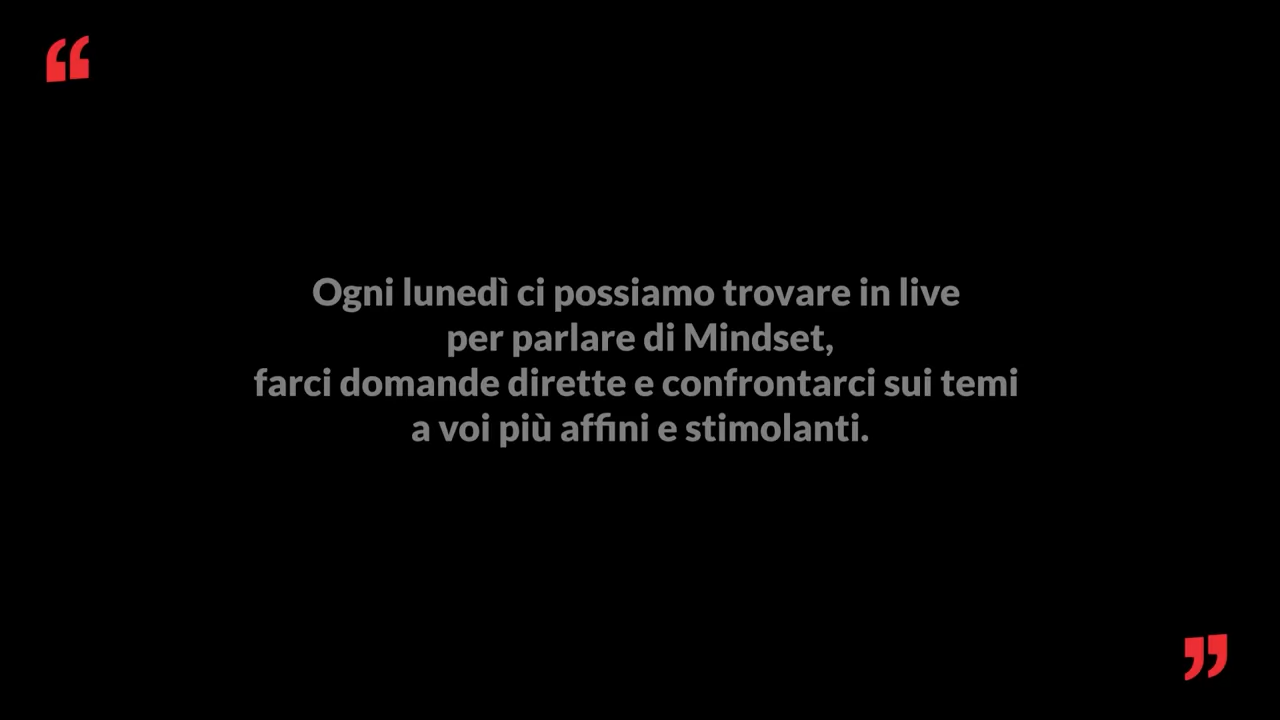 “
Ogni lunedì ci possiamo trovare in live
per parlare di Mindset,
farci domande dirette e confrontarci sui temi
a voi più affini e stimolanti.
”